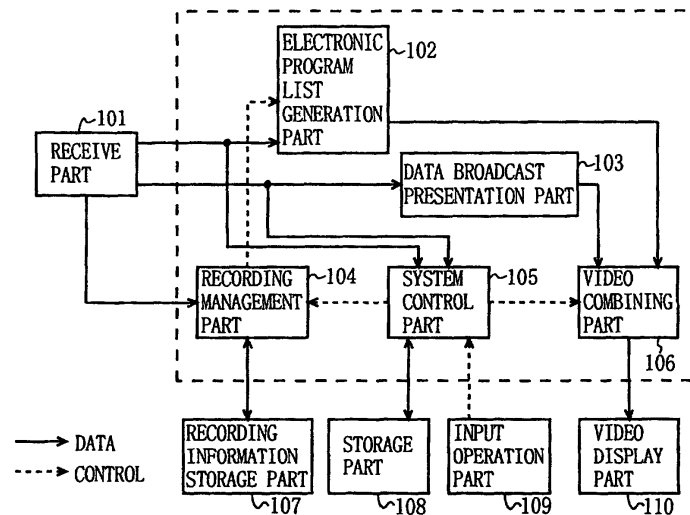 ELECTRONIC
PROGRAM
LIST
GENERATION
PART
102
101
RECEIVE
PART
103
DATA BROADCAST
PRESENTATION PART
RECORDING
MANAGEMENT
PART
104
SYSTEM
CONTROL
PART
105
VIDEO
COMBINING
PART
106
DATA
CONTROL
RECORDING
INFORMATION
STORAGE PART
107
STORAGE
PART
108
INPUT
OPERATION
PART
109
VIDEO
DISPLAY
PART
110